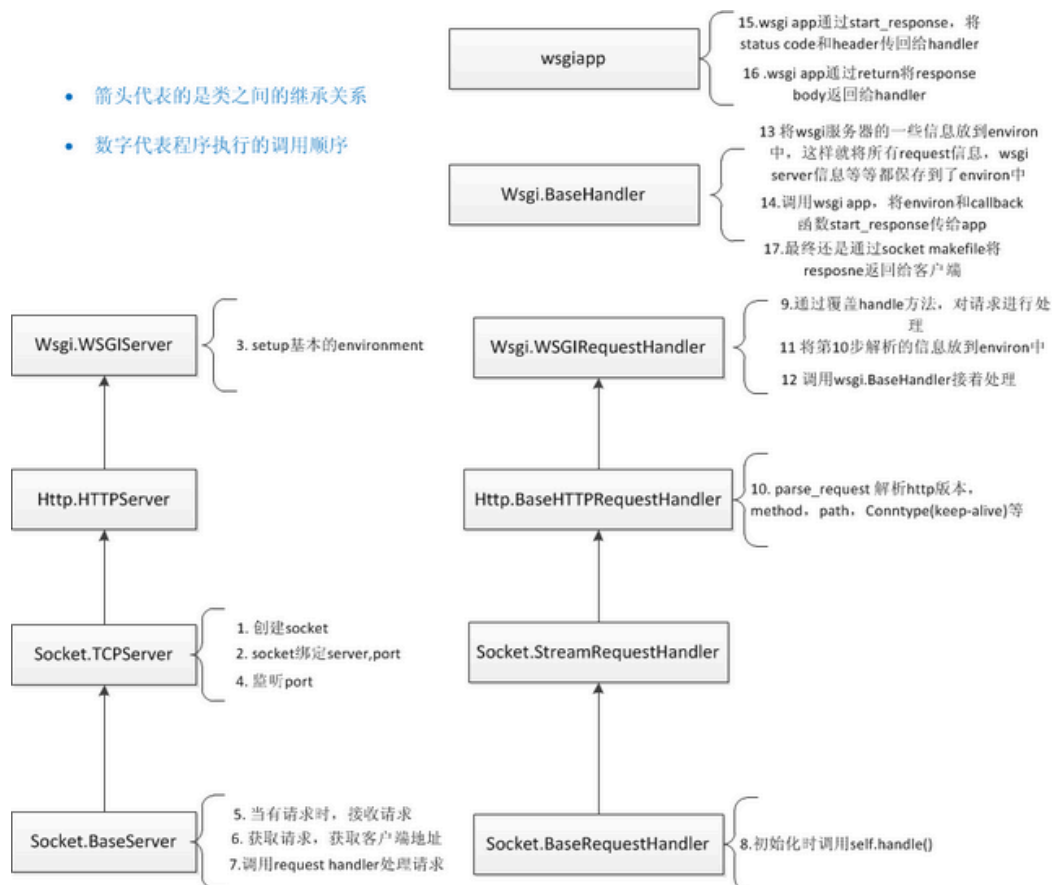 wsgiapp
15.wsgi app通过start_response，将
status code和header传回给handler
16 .wsgi app通过return将response
body返回给handler
• 箭头代表的是类之间的继承关系
• 数字代表程序执行的调用顺序
Wsgi.BaseHandler
13 将wsgi服务器的一些信息放到environ
中，这样就将所有request信息，wsgi
server信息等等都保存到了environ中
14.调用wsgi app，将environ和callback
函数start_response传给app
17.最终还是通过socket makefile将
resposne返回给客户端
Wsgi.WSGIServer
3. setup基本的environment
Wsgi.WSGIRequestHandler
9.通过覆盖handle方法，对请求进行处
理
11 将第10步解析的信息放到environ中
12 调用wsgi.BaseHandler接着处理
Http.HTTPServer
Http.BaseHTTPRequestHandler
10. parse_request 解析http版本，
method，path，Conntype(keep-alive)等
Socket.TCPServer
1. 创建socket
2. socket绑定server,port
4. 监听port
Socket.StreamRequestHandler
Socket.BaseServer
5. 当有请求时，接收请求
6. 获取请求，获取客户端地址
7.调用request handler处理请求
Socket.BaseRequestHandler
8.初始化时调用self.handle()